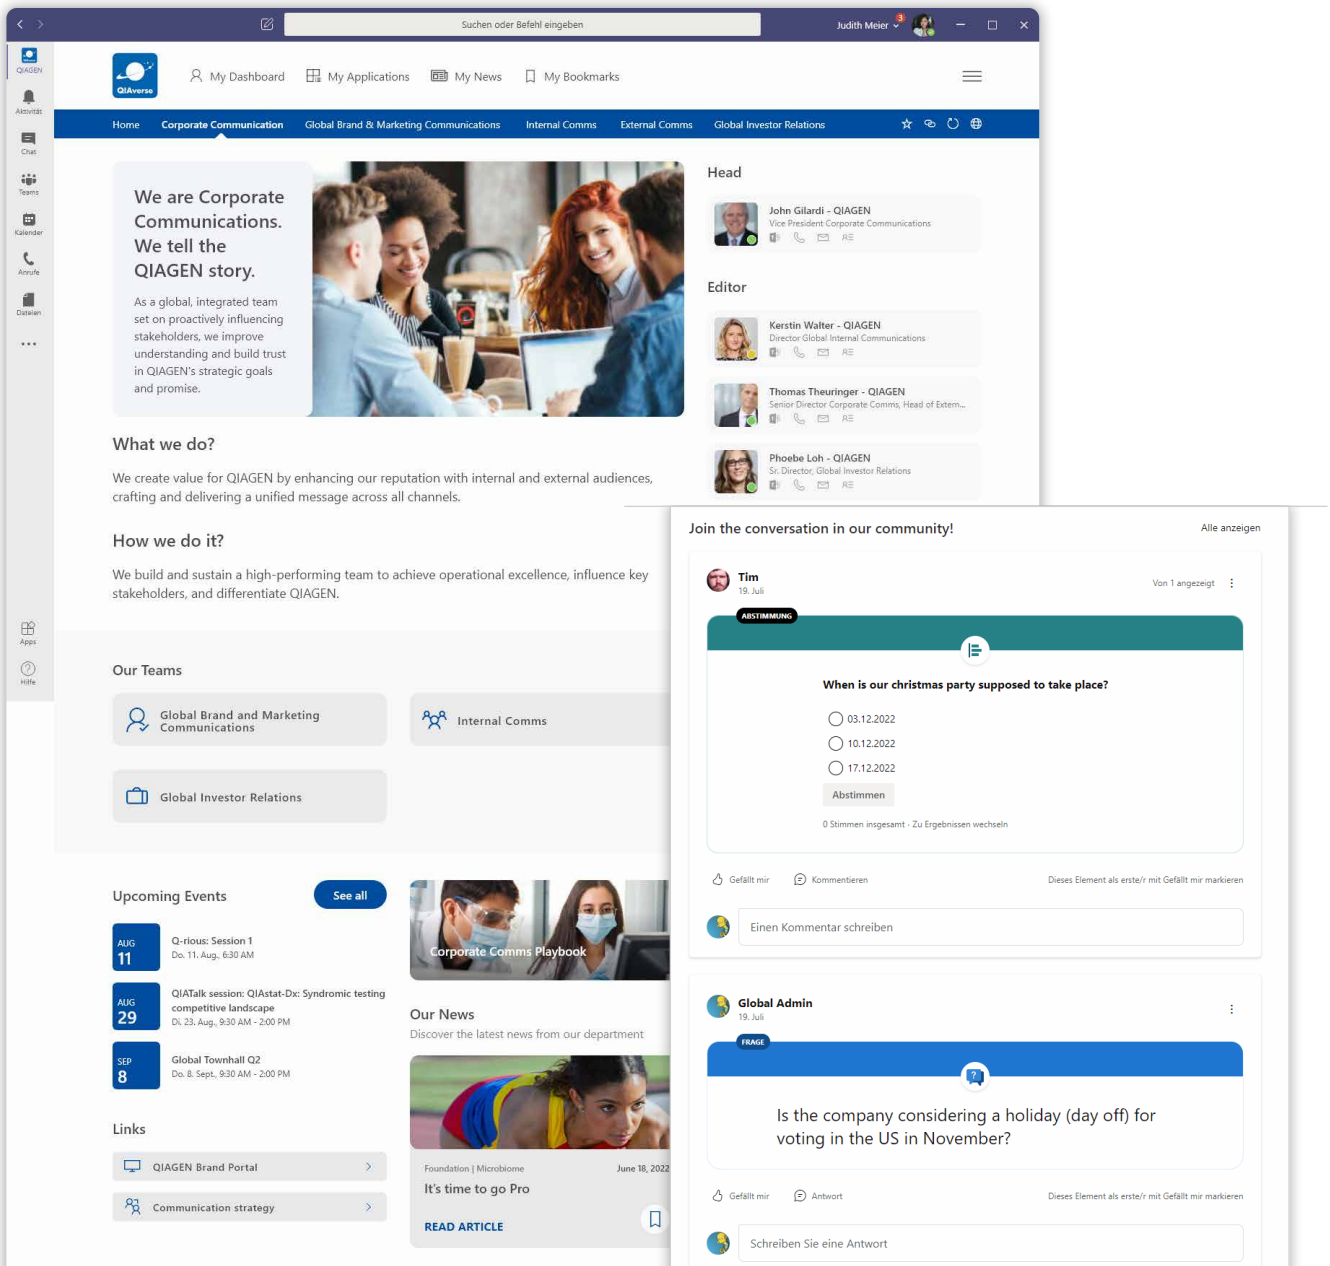 Suchen oder Befehl eingeben
Judith Meier
3
QIAGEN
Aktivität
Chat
Teams
Kalender
Anrufe
Dateien
Apps
Hilfe
QIAverse
My Dashboard
My Applications
My News
My Bookmarks
Home
Corporate Communication
Global Brand & Marketing Communications
Internal Comms
External Comms
Global Investor Relations
We are Corporate
Communications.
We tell the
QIAGEN story.
As a global, integrated team
set on proactively influencing
stakeholders, we improve
understanding and build trust
in QIAGEN's strategic goals
and promise.
Head
John Gilardi - QIAGEN
Vice President Corporate Communications
Editor
Kerstin Walter - QIAGEN
Director Global Internal Communications
Thomas Theuringer - QIAGEN
Senior Director Corporate Comms, Head of Extern...
Phoebe Loh - QIAGEN
Sr. Director, Global Investor Relations
What we do?
We create value for QIAGEN by enhancing our reputation with internal and external audiences,
crafting and delivering a unified message across all channels.
How we do it?
We build and sustain a high-performing team to achieve operational excellence, influence key
stakeholders, and differentiate QIAGEN.
Our Teams
Global Brand and Marketing
Communications
Internal Comms
Global Investor Relations
Upcoming Events
See all
AUG
11
Q-rious: Session 1
Do. 11. Aug., 6:30 AM
AUG
29
QIATalk session: QIAstat-Dx: Syndromic testing
competitive landscape
Di. 23. Aug., 9:30 AM - 2:00 PM
SEP
8
Global Townhall Q2
Do. 8. Sept., 9:30 AM - 2:00 PM
Links
QIAGEN Brand Portal
Communication strategy
Corporate Comms Playbook
Our News
Discover the latest news from our department
Foundation | Microbiome
June 18, 2022
It's time to go Pro
READ ARTICLE
Join the conversation in our community!
Alle anzeigen
Tim
19. Juli
Von 1 angezeigt
ABSTIMMUNG
When is our christmas party supposed to take place?
03.12.2022
10.12.2022
17.12.2022
Abstimmen
0 Stimmen insgesamt · Zu Ergebnissen wechseln
Gefällt mir
Kommentieren
Dieses Element als erste/r mit Gefällt mir markieren
Einen Kommentar schreiben
Global Admin
19. Juli
FRAGE
Is the company considering a holiday (day off) for
voting in the US in November?
Gefällt mir
Antwort
Dieses Element als erste/r mit Gefällt mir markieren
Schreiben Sie eine Antwort